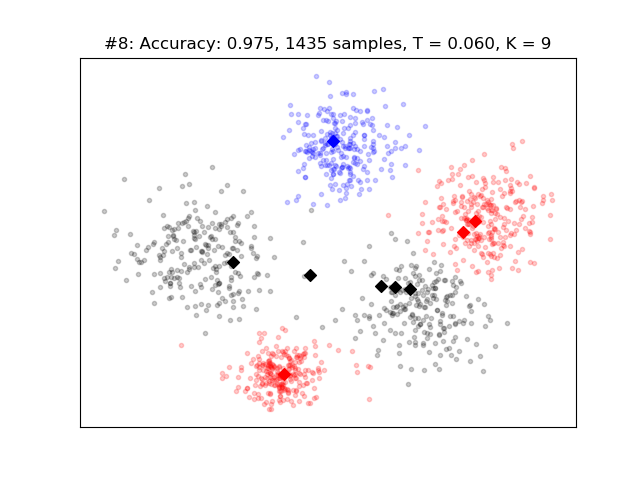 #8: Accuracy: 0.975, 1435 samples, T = 0.060, K = 9